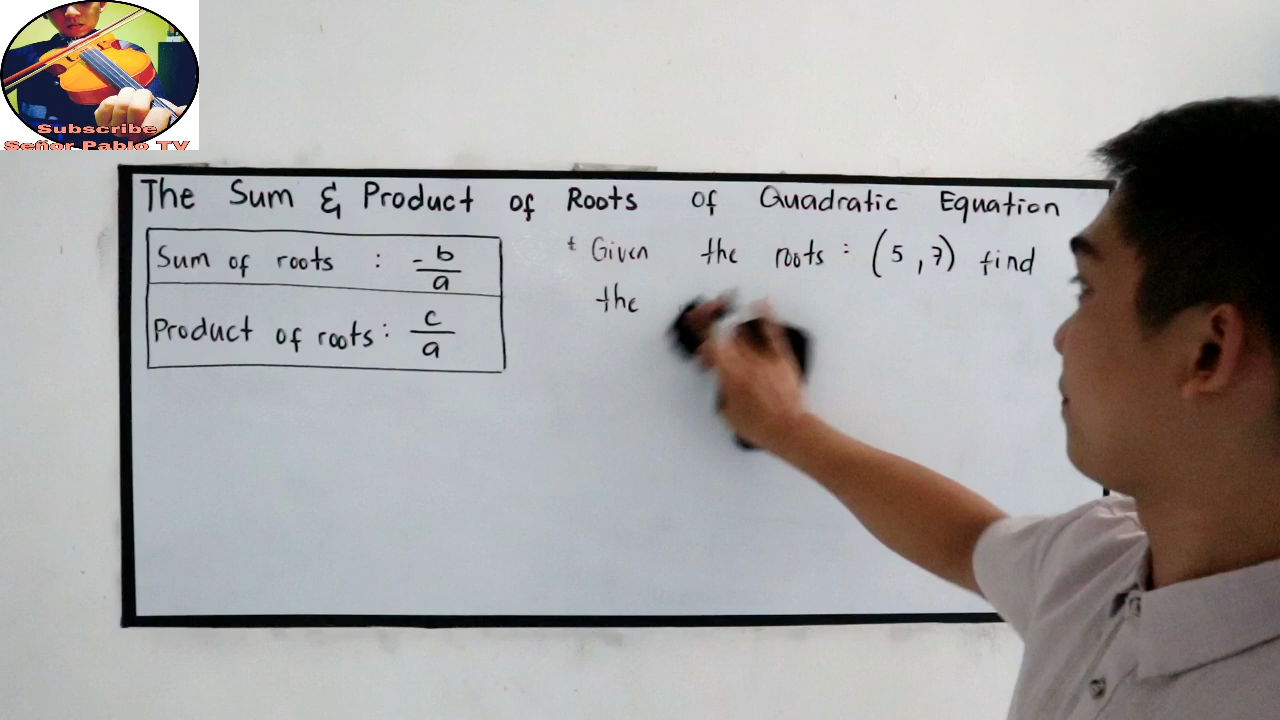 Subscribe
Señor Pablo TV
The Sum & Product of Roots of Quadratic Equation
Sum of roots : -b/a
Product of roots: c/a
* Given the roots : (5, 7) find
the